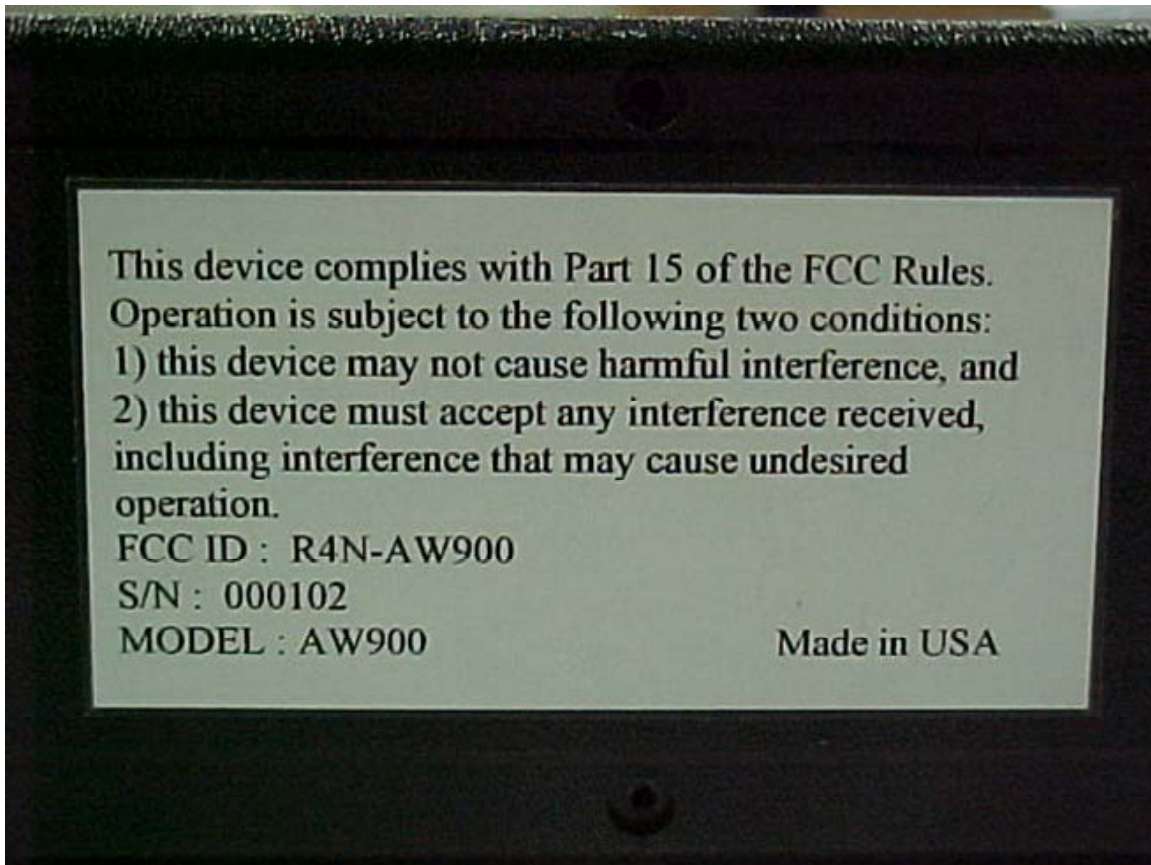 This device complies with Part 15 of the FCC Rules.
Operation is subject to the following two conditions:
1) this device may not cause harmful interference, and
2) this device must accept any interference received,
including interference that may cause undesired
operation.
FCC ID : R4N-AW900
S/N : 000102
MODEL : AW900 Made in USA